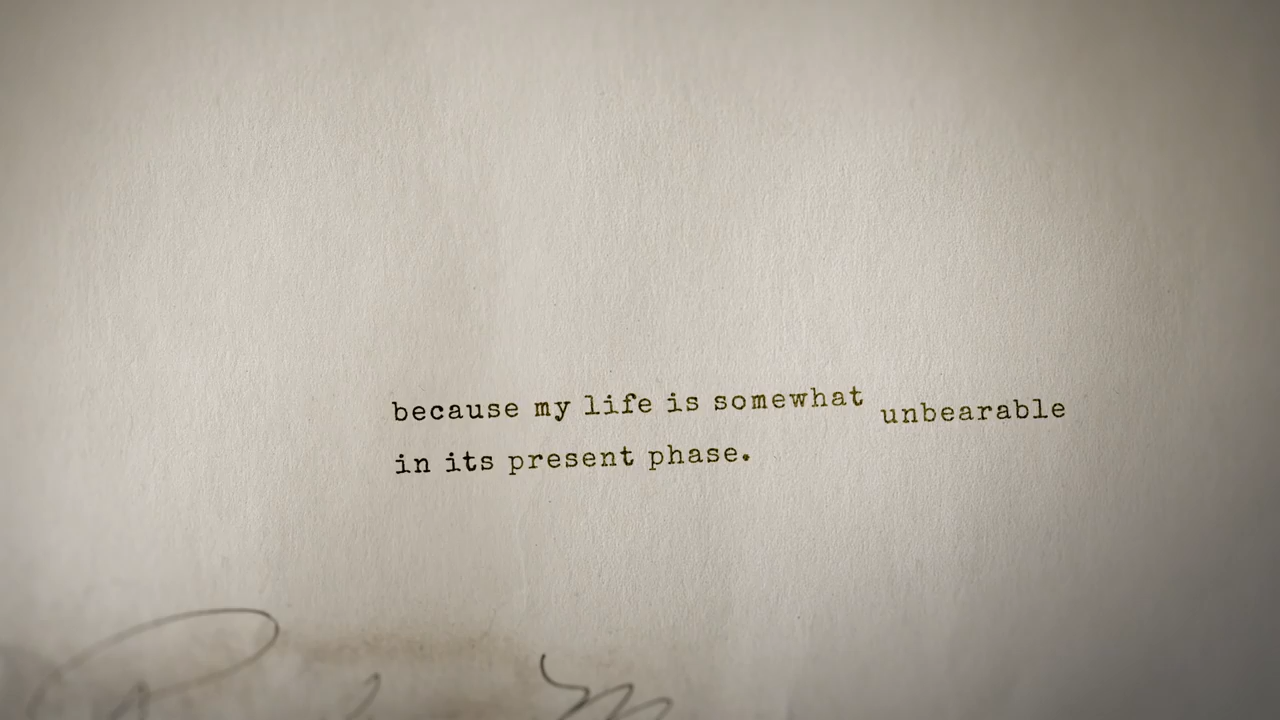 because my life is somewhat unbearable
in its present phase.